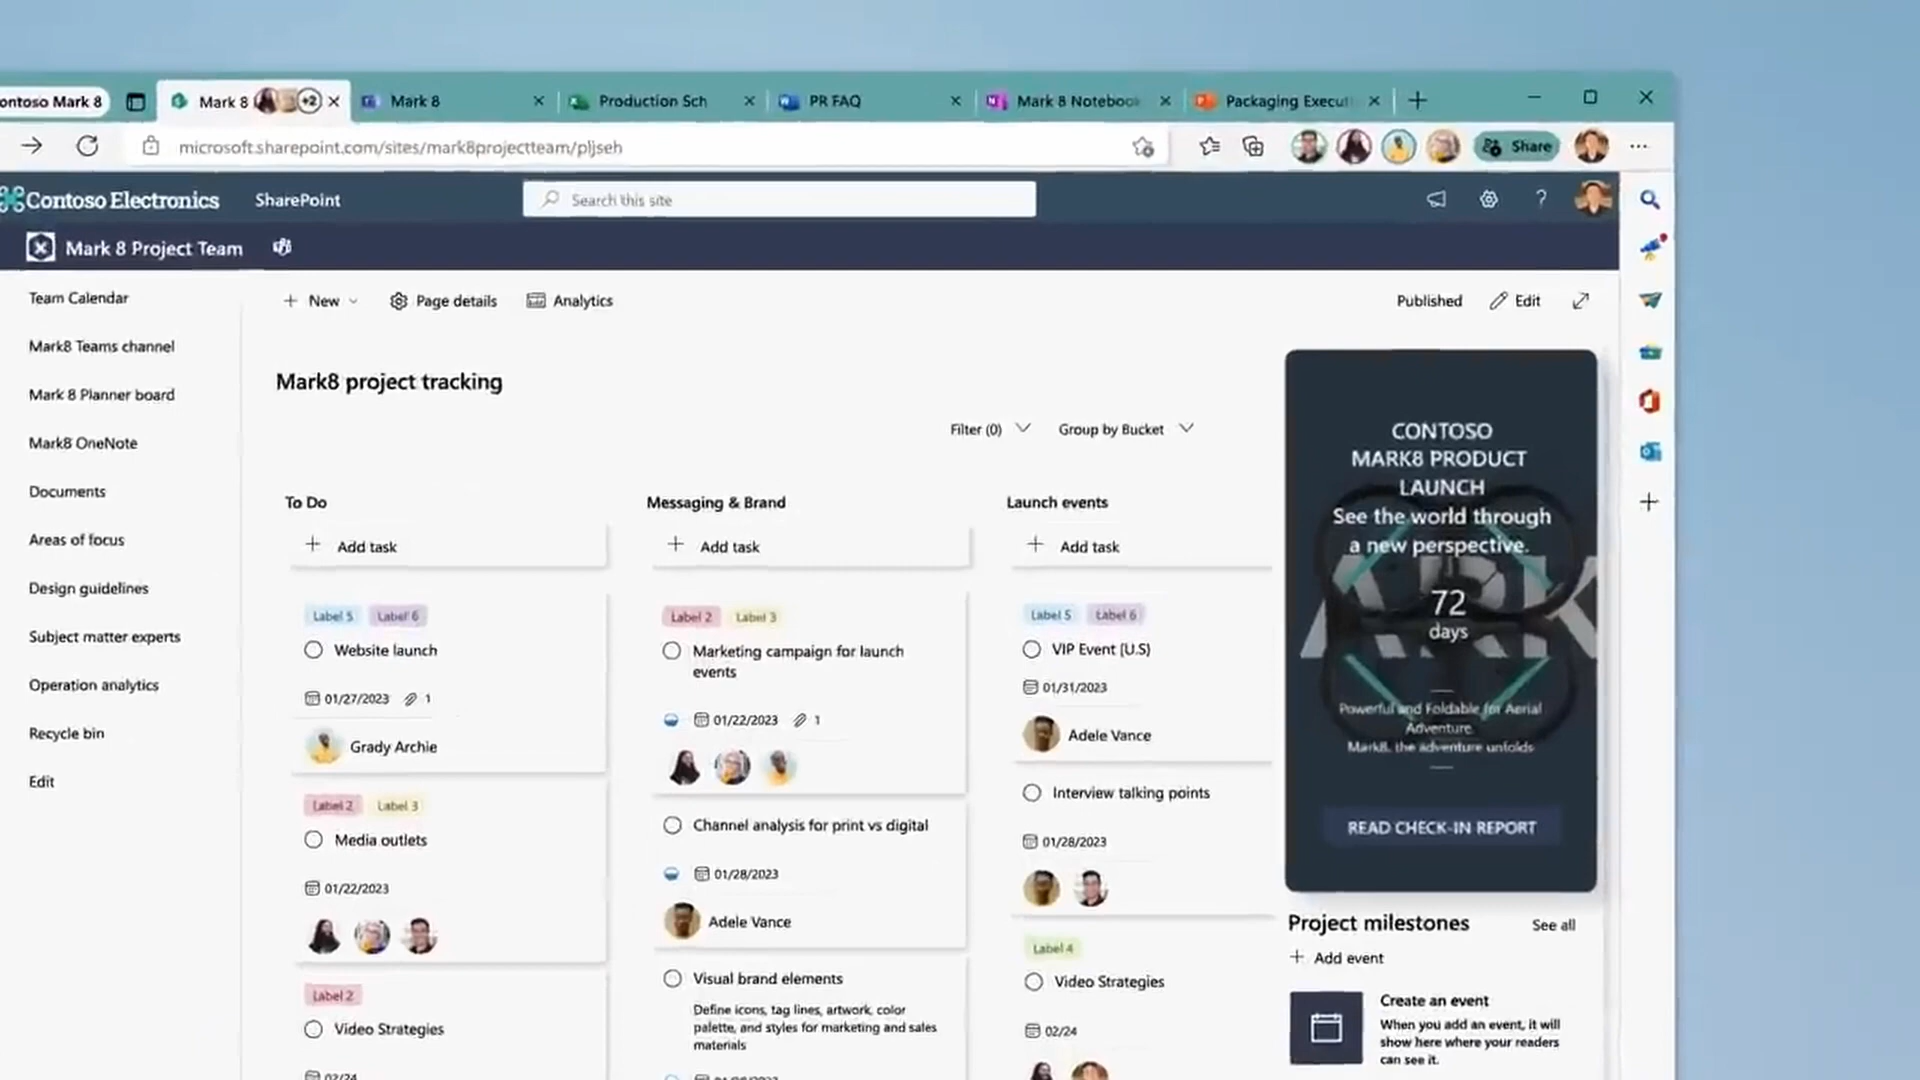 ontoso Mark 8
Mark 8
+2
Mark 8
Production Sch
PR FAQ
Mark 8 Notebook
Packaging Execut
microsoft.sharepoint.com/sites/mark8projectteam/pljseh
Share
Contoso Electronics
SharePoint
Search this site
?
Mark 8 Project Team
Team Calendar
Mark8 Teams channel
Mark 8 Planner board
Mark8 OneNote
Documents
Areas of focus
Design guidelines
Subject matter experts
Operation analytics
Recycle bin
Edit
New
Page details
Analytics
Published
Edit
Mark8 project tracking
Filter (0)
Group by Bucket
To Do
Add task
Label 5 Label 6
Website launch
01/27/2023 1
Grady Archie
Label 2 Label 3
Media outlets
01/22/2023
Label 2
Video Strategies
02/24
Messaging & Brand
Add task
Label 2 Label 3
Marketing campaign for launch
events
01/22/2023 1
Channel analysis for print vs digital
01/28/2023
Adele Vance
Visual brand elements
Define icons, tag lines, artwork, color
palette, and styles for marketing and sales
materials
Launch events
Add task
Label 5 Label 6
VIP Event (U.S)
01/31/2023
Adele Vance
Interview talking points
01/28/2023
Label 4
Video Strategies
02/24
CONTOSO
MARK8 PRODUCT
LAUNCH
See the world through
a new perspective.
ARK
72
days
Powerful and Foldable for Aerial
Adventure.
Mark8, the adventure unfolds
READ CHECK-IN REPORT
Project milestones
See all
Add event
Create an event
When you add an event, it will
show here where your readers
can see it.